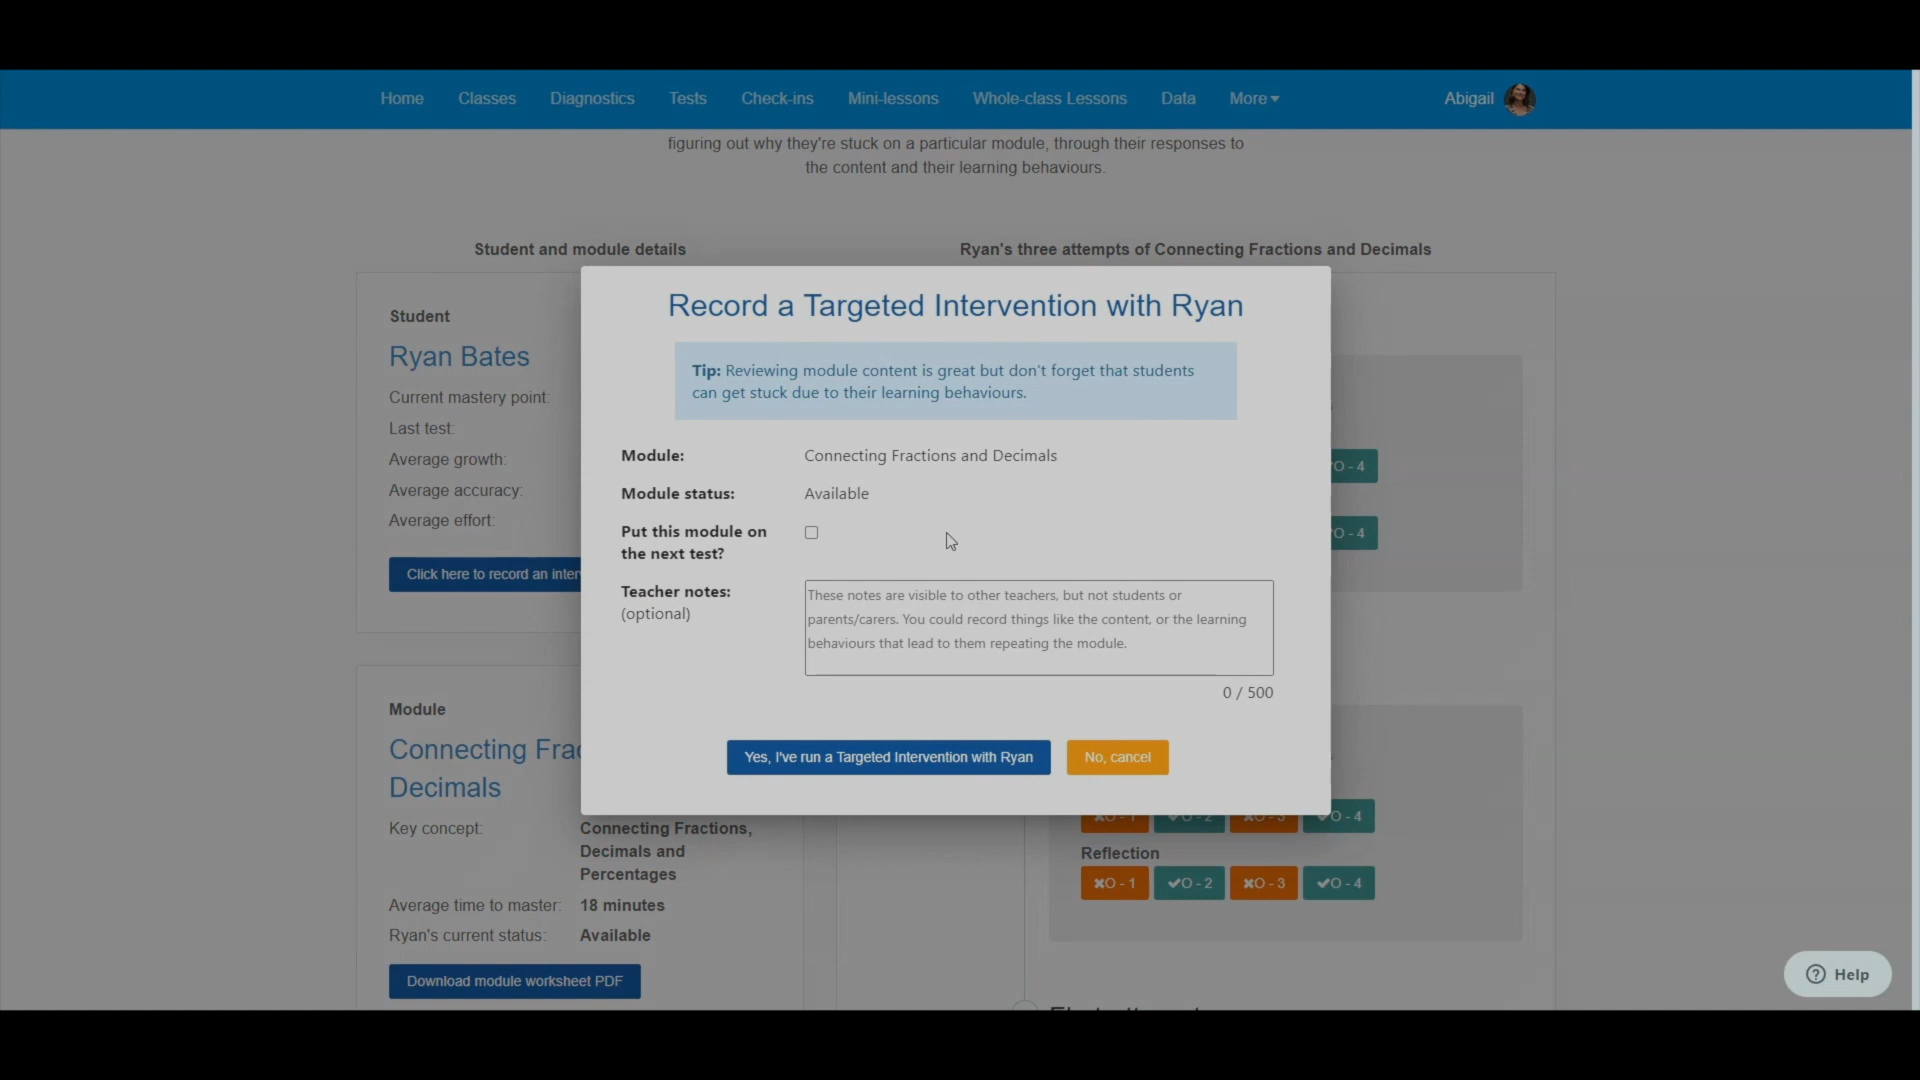 Home Classes Diagnostics Tests Check-ins Mini-lessons Whole-class Lessons Data More Abigail
figuring out why they're stuck on a particular module, through their responses to
the content and their learning behaviours.
Student and module details
Ryan's three attempts of Connecting Fractions and Decimals
Student
Ryan Bates
Current mastery point:
Last test:
Average growth:
Average accuracy:
Average effort:
Click here to record an inter
Module
Connecting Frac
Decimals
Key concept: Connecting Fractions,
Decimals and
Percentages
Average time to master: 18 minutes
Ryan's current status: Available
Download module worksheet PDF
Record a Targeted Intervention with Ryan
Tip: Reviewing module content is great but don't forget that students
can get stuck due to their learning behaviours.
Module: Connecting Fractions and Decimals
Module status: Available
Put this module on
the next test?
Teacher notes:
(optional)
These notes are visible to other teachers, but not students or
parents/carers. You could record things like the content, or the learning
behaviours that lead to them repeating the module.
0 / 500
Yes, I've run a Targeted Intervention with Ryan
No, cancel
O - 4
O - 4
O - 1 O - 2 O - 3 O - 4
Reflection
O - 1 O - 2 O - 3 O - 4
Help